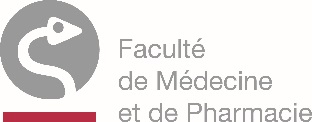 Faculté
de Médecine
et de Pharmacie